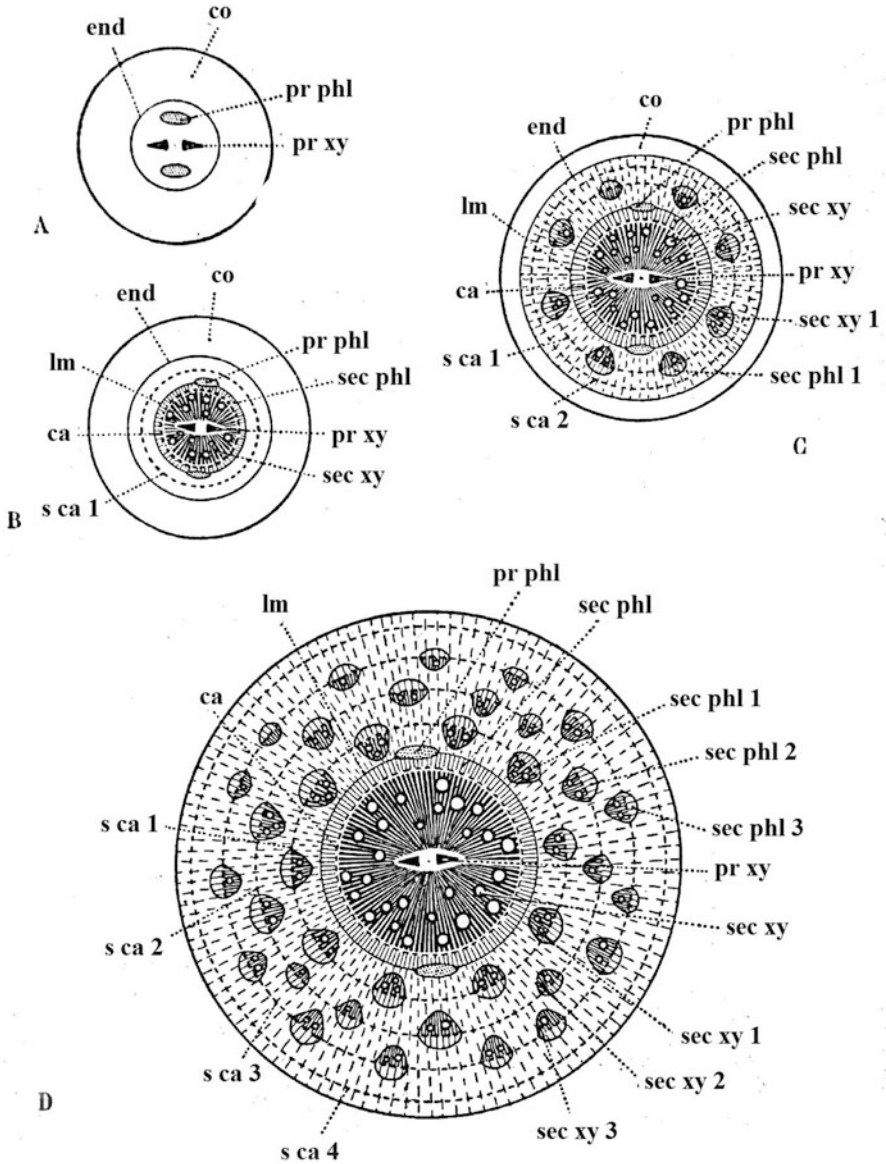 end
co
pr phl
pr xy
A
end
co
pr phl
sec phl
lm
ca
pr xy
sec xy
s ca 1
B
co
pr phl
end
sec phl
lm
sec xy
pr xy
ca
sec xy 1
s ca 1
sec phl 1
s ca 2
C
pr phl
lm
sec phl
ca
sec phl 1
sec phl 2
s ca 1
sec phl 3
pr xy
sec xy
s ca 2
sec xy 1
s ca 3
sec xy 2
sec xy 3
s ca 4
D